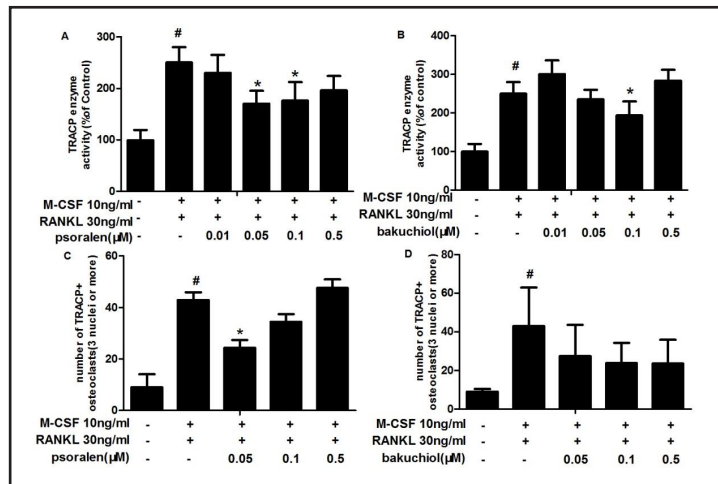 A
TRACP enzyme
activity (%of Control)
300
200
100
0
#
*
*
M-CSF 10ng/ml - + + + + +
RANKL 30ng/ml - + + + + +
psoralen(μM) - - 0.01 0.05 0.1 0.5
B
TRACP enzyme
activity (%of control)
400
300
200
100
0
#
*
M-CSF 10ng/ml - + + + + +
RANKL 30ng/ml - + + + + +
bakuchiol(μM) - - 0.01 0.05 0.1 0.5
C
number of TRACP+
osteoclasts(3 nuclei or more)
60
40
20
0
#
*
M-CSF 10ng/ml - + + + +
RANKL 30ng/ml - + + + +
psoralen(μM) - - 0.05 0.1 0.5
D
number of TRACP+
osteoclasts(3 nuclei or more)
80
60
40
20
0
#
M-CSF 10ng/ml - + + + +
RANKL 30ng/ml - + + + +
bakuchiol(μM) - - 0.05 0.1 0.5